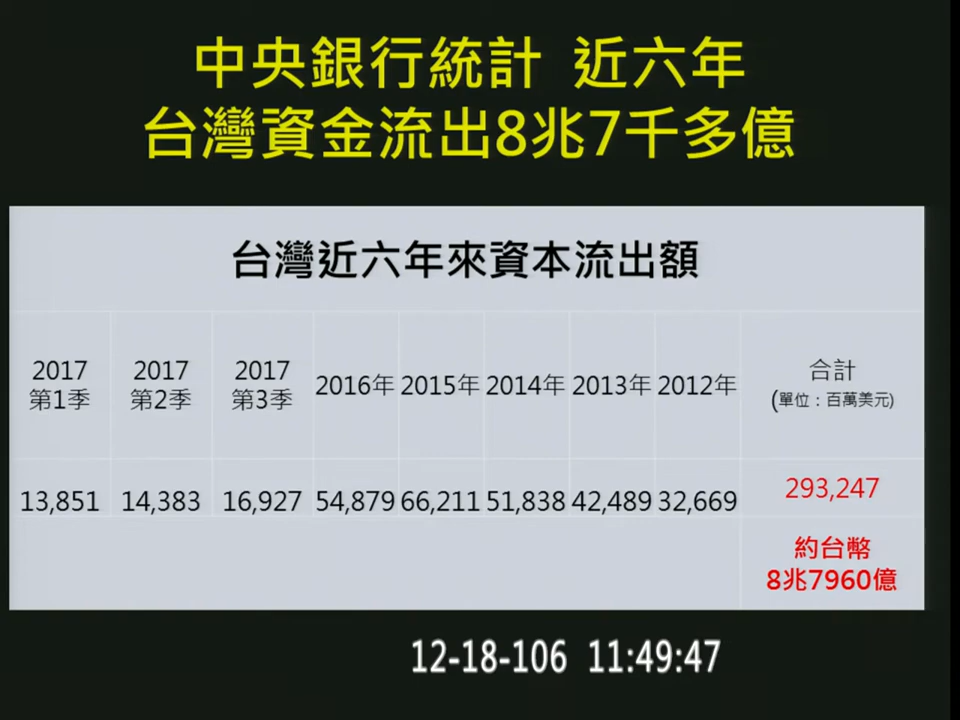 中央銀行統計 近六年
台灣資金流出8兆7千多億
台灣近六年來資本流出額
2017 第1季
2017 第2季
2017 第3季
2016年
2015年
2014年
2013年
2012年
合計
(單位：百萬美元)
13,851
14,383
16,927
54,879
66,211
51,838
42,489
32,669
293,247
約台幣
8兆7960億
12-18-106 11:49:47